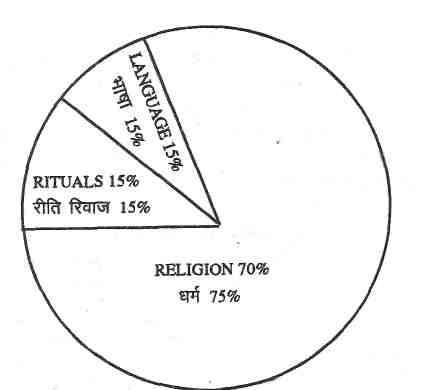 LANGUAGE 15%
भाषा 15%
RITUALS 15%
रीति रिवाज 15%
RELIGION 70%
धर्म 75%